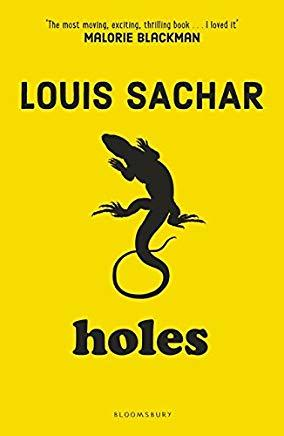 'The most moving, exciting, thrilling book . . . I loved it'
MALORIE BLACKMAN
LOUIS SACHAR
holes
BLOOMSBURY